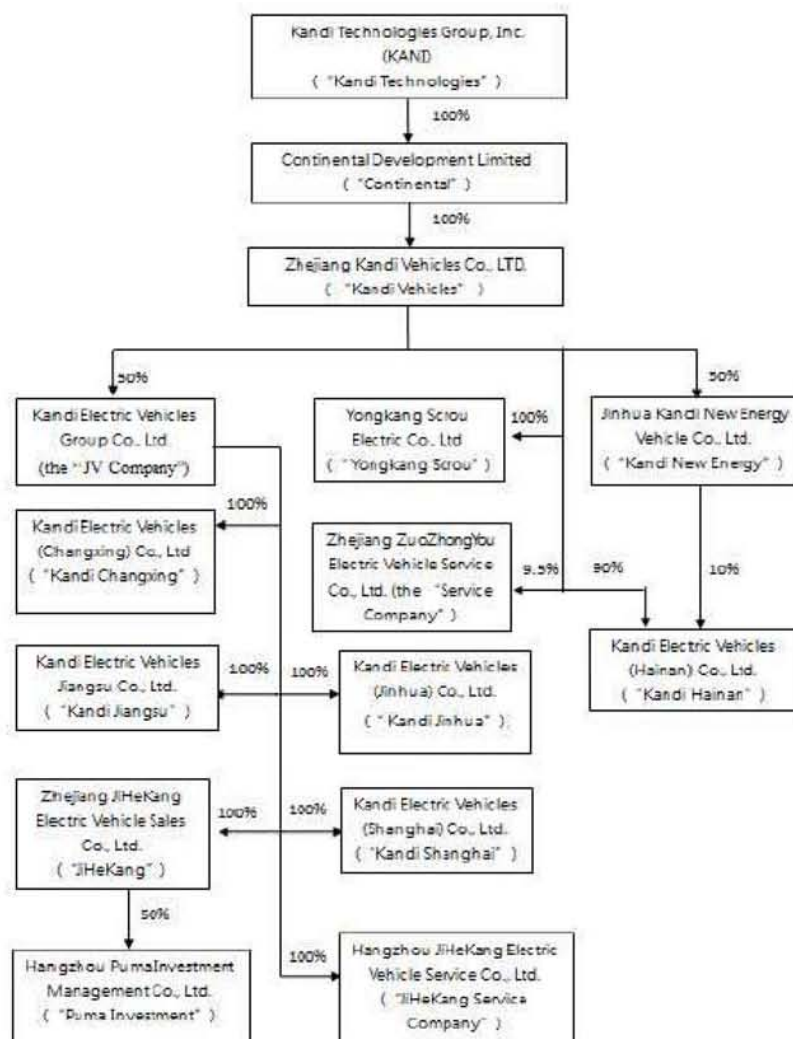 Kandi Technologies Group, Inc.
(KANI)
( “Kandi Technologies” )
100%
Continental Development Limited
( “Continental” )
100%
Zhejiang Kandi Vehicles Co., LTD.
( “Kandi Vehicles” )
50%
50%
Kandi Electric Vehicles
Group Co., Ltd.
(the “JV Company”)
100%
Yongkang Scrou
Electric Co., Ltd
( “Yongkang Scrou” )
Jinhua Kandi New Energy
Vehicle Co., Ltd.
( “Kandi New Energy” )
100%
Kandi Electric Vehicles
(Changxing) Co., Ltd
( “Kandi Changxing” )
Zhejiang ZuoZhongYou
Electric Vehicle Service
Co., Ltd. (the “Service
Company” )
9.5%
90%
10%
Kandi Electric Vehicles
(Hainan) Co., Ltd.
( “Kandi Hainan” )
Kandi Electric Vehicles
Jiangsu Co., Ltd.
( “Kandi Jiangsu” )
100%
100%
Kandi Electric Vehicles
(Jinhua) Co., Ltd.
( “Kandi Jinhua” )
Zhejiang JiHeKang
Electric Vehicle Sales
Co., Ltd.
( “JiHeKang” )
100%
100%
Kandi Electric Vehicles
(Shanghai) Co., Ltd.
( “Kandi Shanghai” )
50%
Hangzhou PumaInvestment
Management Co., Ltd.
( “Puma Investment” )
100%
Hangzhou JiHeKang Electric
Vehicle Service Co., Ltd.
( “JiHeKang Service
Company” )